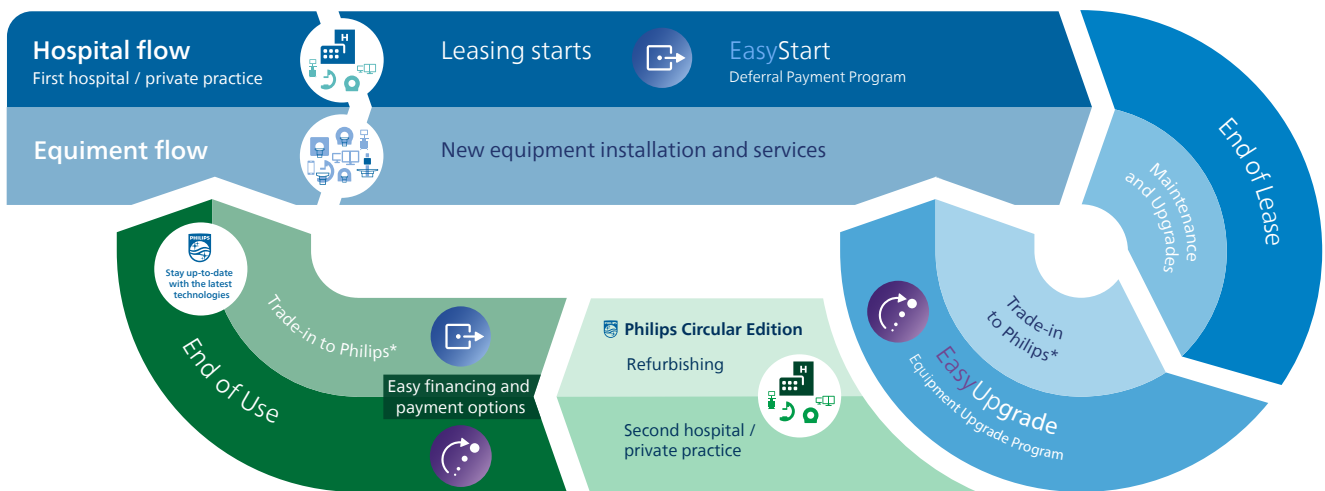 Hospital flow
First hospital / private practice
H
Leasing starts
EasyStart
Deferral Payment Program
Equiment flow
New equipment installation and services
End of Lease
Maintenance
and Upgrades
Trade-in
to Philips*
EasyUpgrade
Equipment Upgrade Program
Philips Circular Edition
Refurbishing
H
Second hospital /
private practice
PHILIPS
Stay up-to-date
with the latest
technologies
Trade-in to Philips*
End of Use
Easy financing and
payment options